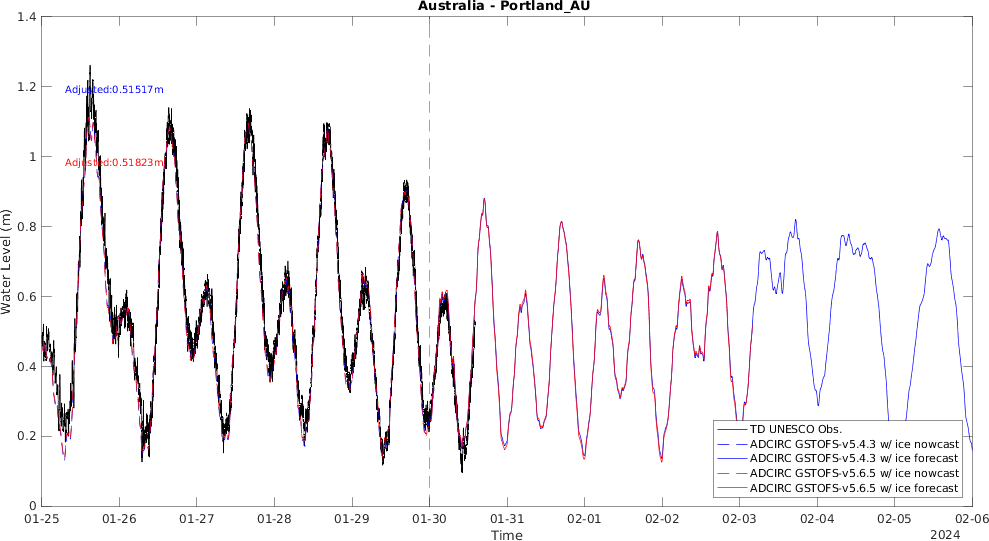 Australia - Portland_AU
1.4
1.2
1
0.8
0.6
0.4
0.2
0
Water Level (m)
Adjusted:0.51517m
Adjusted:0.51823m
TD UNESCO Obs.
ADCIRC GSTOFS-v5.4.3 w/ ice nowcast
ADCIRC GSTOFS-v5.4.3 w/ ice forecast
ADCIRC GSTOFS-v5.6.5 w/ ice nowcast
ADCIRC GSTOFS-v5.6.5 w/ ice forecast
01-25 01-26 01-27 01-28 01-29 01-30 01-31 02-01 02-02 02-03 02-04 02-05 02-06
Time
2024